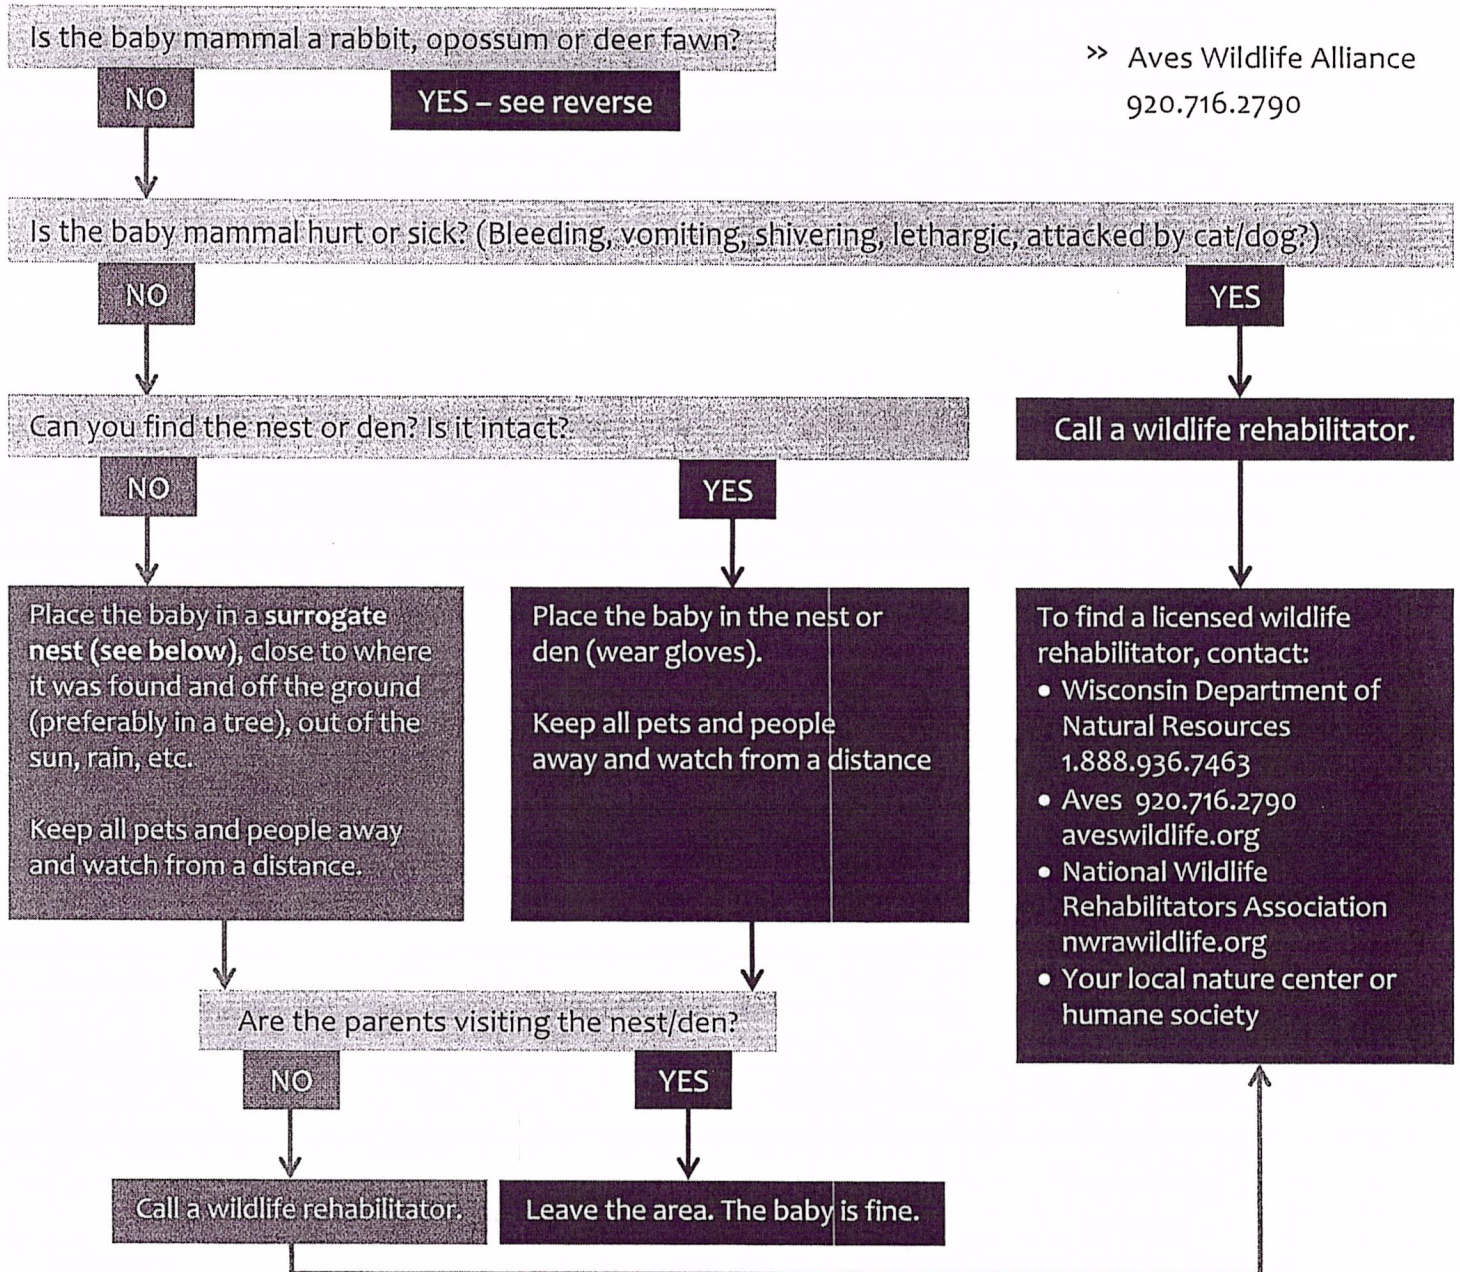 Is the baby mammal a rabbit, opossum or deer fawn?
NO
YES – see reverse
>> Aves Wildlife Alliance
920.716.2790
Is the baby mammal hurt or sick? (Bleeding, vomiting, shivering, lethargic, attacked by cat/dog?)
NO
YES
Can you find the nest or den? Is it intact?
Call a wildlife rehabilitator.
NO
YES
Place the baby in a surrogate
nest (see below), close to where
it was found and off the ground
(preferably in a tree), out of the
sun, rain, etc.
Keep all pets and people away
and watch from a distance.
Place the baby in the nest or
den (wear gloves).
Keep all pets and people
away and watch from a distance
To find a licensed wildlife
rehabilitator, contact:
• Wisconsin Department of
Natural Resources
1.888.936.7463
• Aves 920.716.2790
aveswildlife.org
• National Wildlife
Rehabilitators Association
nwrawildlife.org
• Your local nature center or
humane society
Are the parents visiting the nest/den?
NO
YES
Call a wildlife rehabilitator.
Leave the area. The baby is fine.